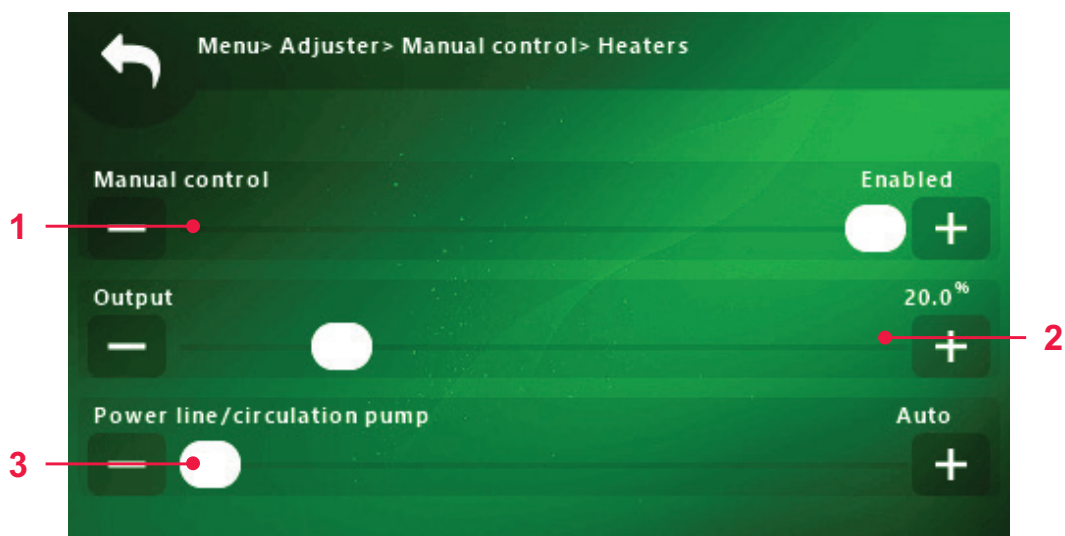 Menu> Adjuster> Manual control> Heaters
Manual control Enabled
1
Output 20.0%
2
Power line/circulation pump Auto
3